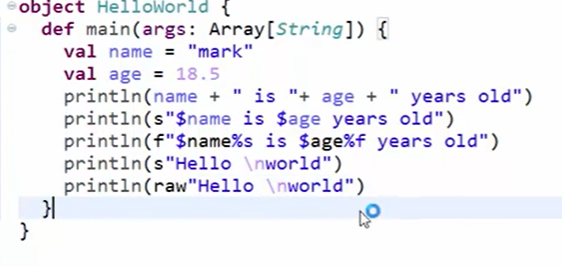 object HelloWorld {
  def main(args: Array[String]) {
    val name = "mark"
    val age = 18.5
    println(name + " is "+ age + " years old")
    println(s"$name is $age years old")
    println(f"$name%s is $age%f years old")
    println(s"Hello \nworld")
    println(raw"Hello \nworld")
  }
}